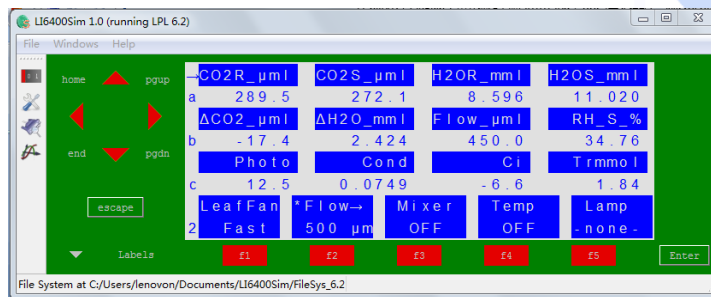 LI6400Sim 1.0 (running LPL 6.2)
File Windows Help
home pgup
end pgdn
escape
Labels
→CO2R_µml CO2S_µml H2OR_mml H2OS_mml
a 289.5 272.1 8.596 11.020
ΔCO2_µml ΔH2O_mml Flow_µml RH_S_%
b -17.4 2.424 450.0 34.76
Photo Cond Ci Trmmol
c 12.5 0.0749 -6.6 1.84
LeafFan *Flow→ Mixer Temp Lamp
2 Fast 500 µm OFF OFF -none-
f1 f2 f3 f4 f5
Enter
File System at C:/Users/lenovon/Documents/LI6400Sim/FileSys_6.2